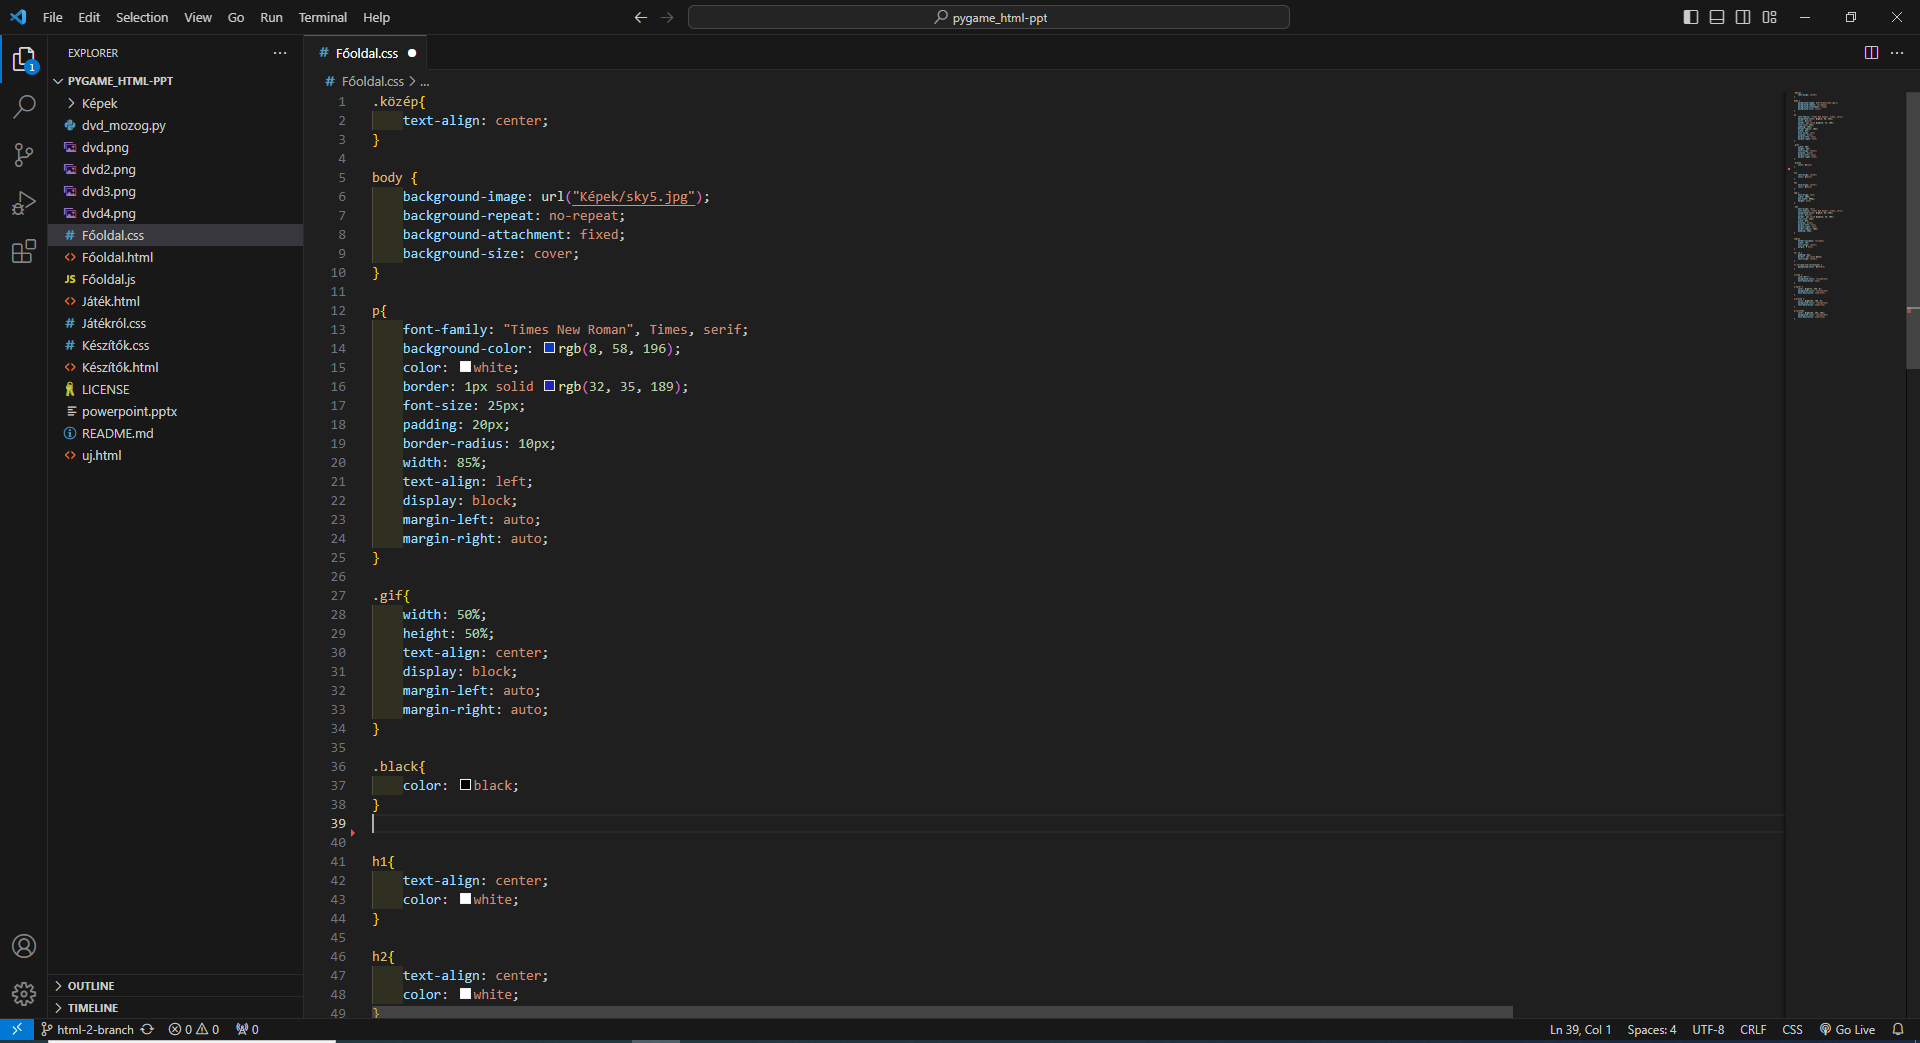 File Edit Selection View Go Run Terminal Help
pygame_html-ppt
EXPLORER
PYGAME_HTML-PPT
Képek
dvd_mozog.py
dvd.png
dvd2.png
dvd3.png
dvd4.png
# Főoldal.css
<> Főoldal.html
JS Főoldal.js
<> Játék.html
# Játékról.css
# Készítők.css
<> Készítők.html
LICENSE
powerpoint.pptx
README.md
<> uj.html
OUTLINE
TIMELINE
1
# Főoldal.css
# Főoldal.css > ...
1 .közép{
2 text-align: center;
3 }
4
5 body {
6 background-image: url("Képek/sky5.jpg");
7 background-repeat: no-repeat;
8 background-attachment: fixed;
9 background-size: cover;
10 }
11
12 p{
13 font-family: "Times New Roman", Times, serif;
14 background-color: rgb(8, 58, 196);
15 color: white;
16 border: 1px solid rgb(32, 35, 189);
17 font-size: 25px;
18 padding: 20px;
19 border-radius: 10px;
20 width: 85%;
21 text-align: left;
22 display: block;
23 margin-left: auto;
24 margin-right: auto;
25 }
26
27 .gif{
28 width: 50%;
29 height: 50%;
30 text-align: center;
31 display: block;
32 margin-left: auto;
33 margin-right: auto;
34 }
35
36 .black{
37 color: black;
38 }
39
40
41 h1{
42 text-align: center;
43 color: white;
44 }
45
46 h2{
47 text-align: center;
48 color: white;
49 }
html-2-branch 0 0 0
Ln 39, Col 1 Spaces: 4 UTF-8 CRLF CSS Go Live